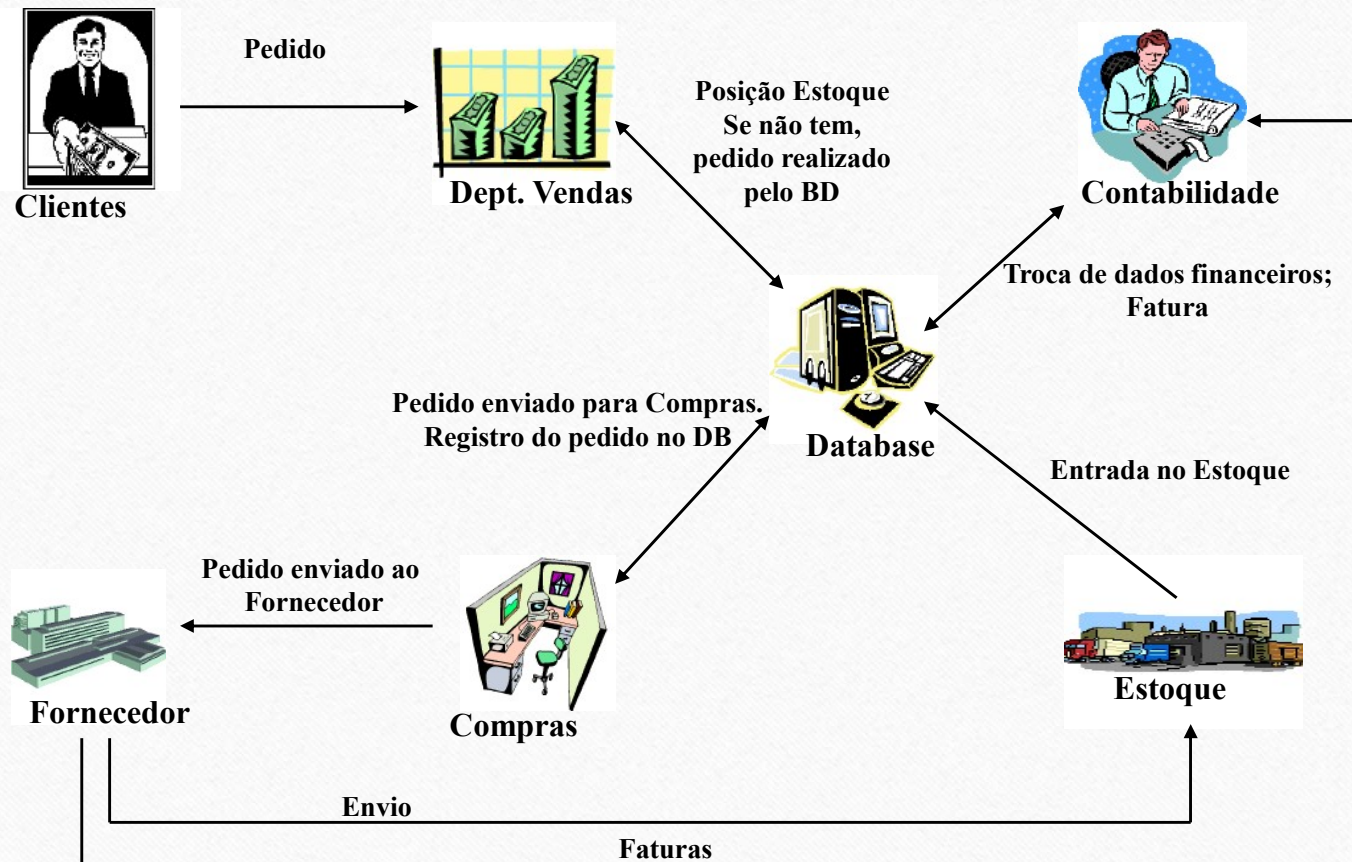 Pedido
Clientes
Dept. Vendas
Posição Estoque
Se não tem,
pedido realizado
pelo BD
Contabilidade
Troca de dados financeiros;
Fatura
Database
Pedido enviado para Compras.
Registro do pedido no DB
Entrada no Estoque
Pedido enviado ao
Fornecedor
Fornecedor
Compras
Estoque
Envio
Faturas